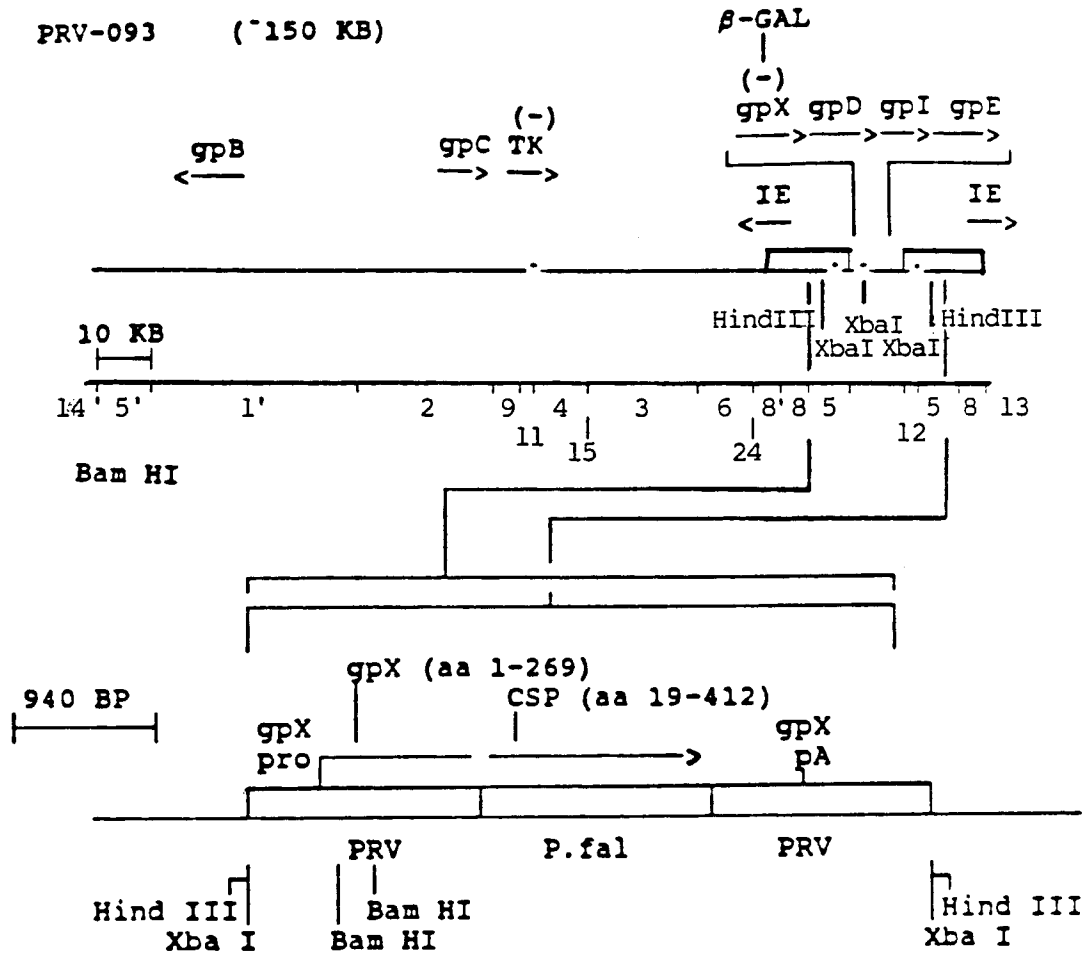 β-GAL
PRV-093 (~150 KB)
(-)
gpX gpD gpI gpE
(-)
gpB gpC TK
IE IE
HindIII XbaI HindIII
XbaI XbaI
10 KB
14' 5' 1' 2 9 4 3 6 8' 8 5 5 8 13
11 15 24 12
Bam HI
gpX (aa 1-269)
940 BP CSP (aa 19-412)
gpX gpX
pro pA
PRV P.fal PRV
Hind III Bam HI Hind III
Xba I Bam HI Xba I